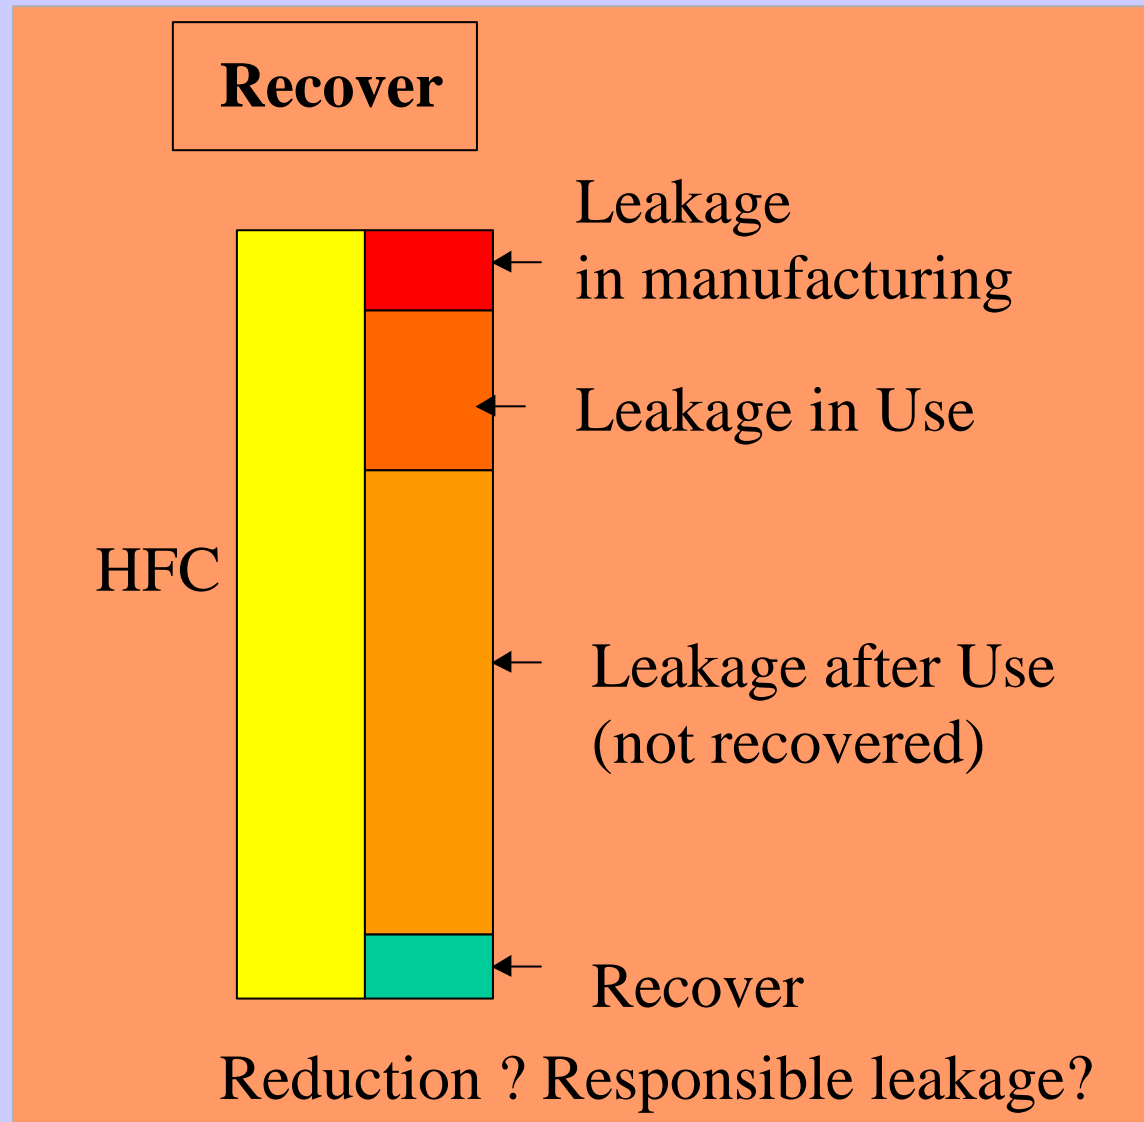 Recover
Leakage
in manufacturing
Leakage in Use
HFC
Leakage after Use
(not recovered)
Recover
Reduction ? Responsible leakage?